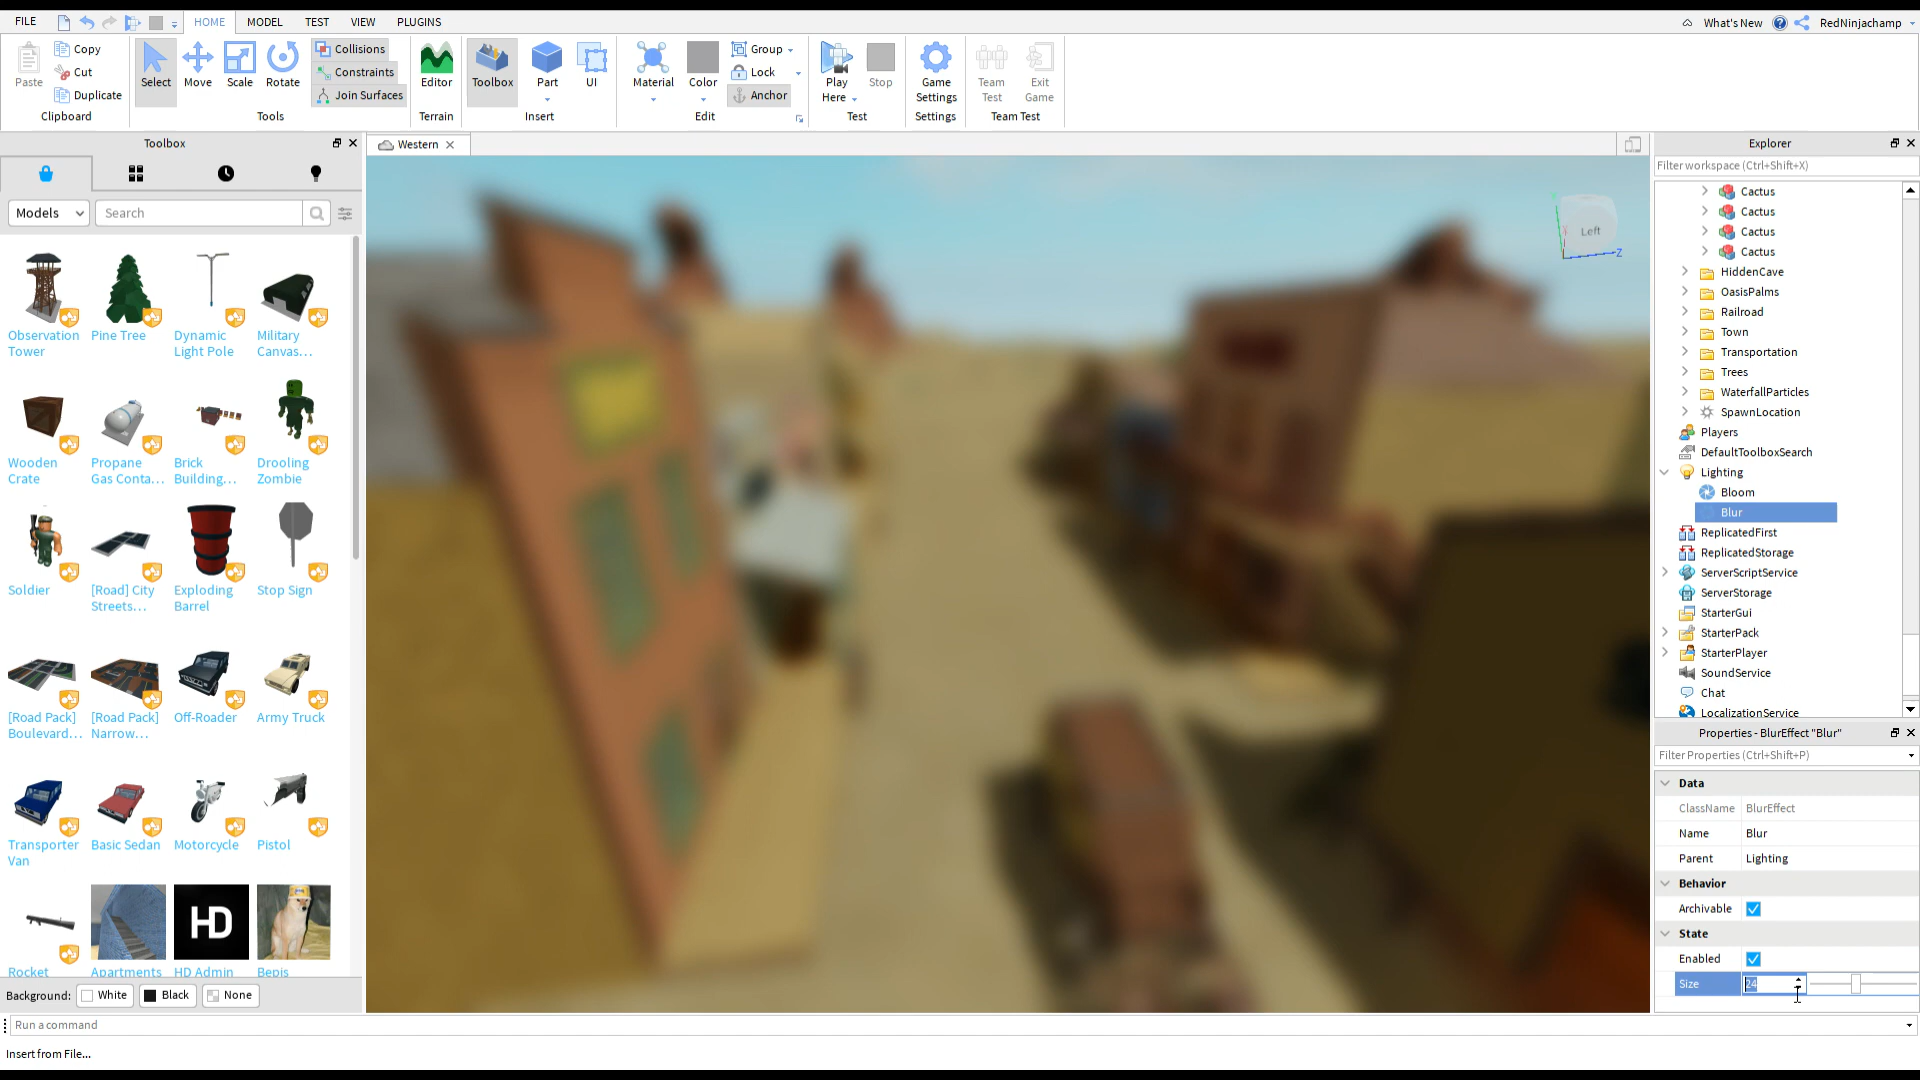 FILE
HOME
MODEL
TEST
VIEW
PLUGINS
What's New
RedNinjachamp
Paste
Copy
Cut
Duplicate
Clipboard
Select
Move
Scale
Rotate
Collisions
Constraints
Join Surfaces
Tools
Editor
Terrain
Toolbox
Part
UI
Insert
Material
Color
Group
Lock
Anchor
Edit
Play
Here
Stop
Test
Game
Settings
Settings
Team
Test
Exit
Game
Team Test
Toolbox
Models
Search
Observation
Tower
Pine Tree
Dynamic
Light Pole
Military
Canvas...
Wooden
Crate
Propane
Gas Conta...
Brick
Building...
Drooling
Zombie
Soldier
[Road] City
Streets...
Exploding
Barrel
Stop Sign
[Road Pack]
Boulevard...
[Road Pack]
Narrow...
Off-Roader
Army Truck
Transporter
Van
Basic Sedan
Motorcycle
Pistol
HD
Rocket
Apartments
HD Admin
Bepis
Background:
White
Black
None
Western
Left
Z
Explorer
Filter workspace (Ctrl+Shift+X)
Cactus
Cactus
Cactus
Cactus
HiddenCave
OasisPalms
Railroad
Town
Transportation
Trees
WaterfallParticles
SpawnLocation
Players
DefaultToolboxSearch
Lighting
Bloom
Blur
ReplicatedFirst
ReplicatedStorage
ServerScriptService
ServerStorage
StarterGui
StarterPack
StarterPlayer
SoundService
Chat
LocalizationService
Properties - BlurEffect "Blur"
Filter Properties (Ctrl+Shift+P)
Data
ClassName BlurEffect
Name Blur
Parent Lighting
Behavior
Archivable
State
Enabled
Size 24
Run a command
Insert from File...